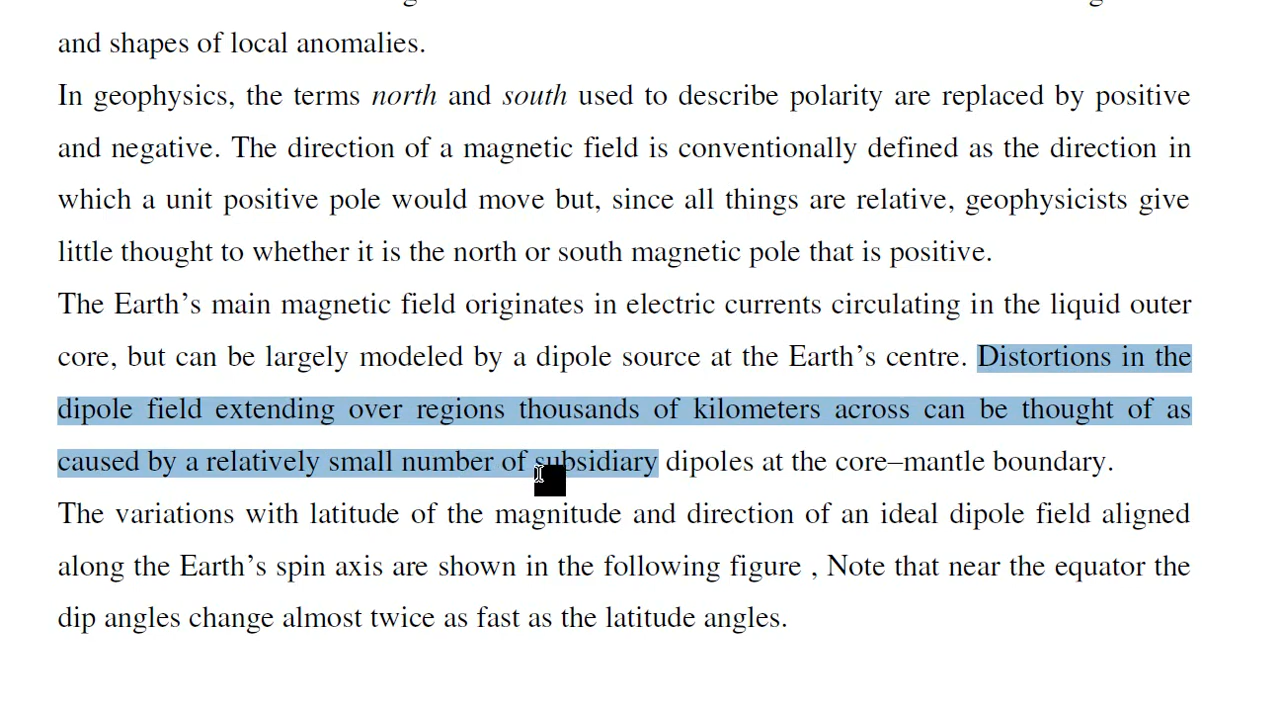 and shapes of local anomalies.
In geophysics, the terms north and south used to describe polarity are replaced by positive
and negative. The direction of a magnetic field is conventionally defined as the direction in
which a unit positive pole would move but, since all things are relative, geophysicists give
little thought to whether it is the north or south magnetic pole that is positive.
The Earth’s main magnetic field originates in electric currents circulating in the liquid outer
core, but can be largely modeled by a dipole source at the Earth’s centre. Distortions in the
dipole field extending over regions thousands of kilometers across can be thought of as
caused by a relatively small number of subsidiary dipoles at the core–mantle boundary.
The variations with latitude of the magnitude and direction of an ideal dipole field aligned
along the Earth’s spin axis are shown in the following figure , Note that near the equator the
dip angles change almost twice as fast as the latitude angles.